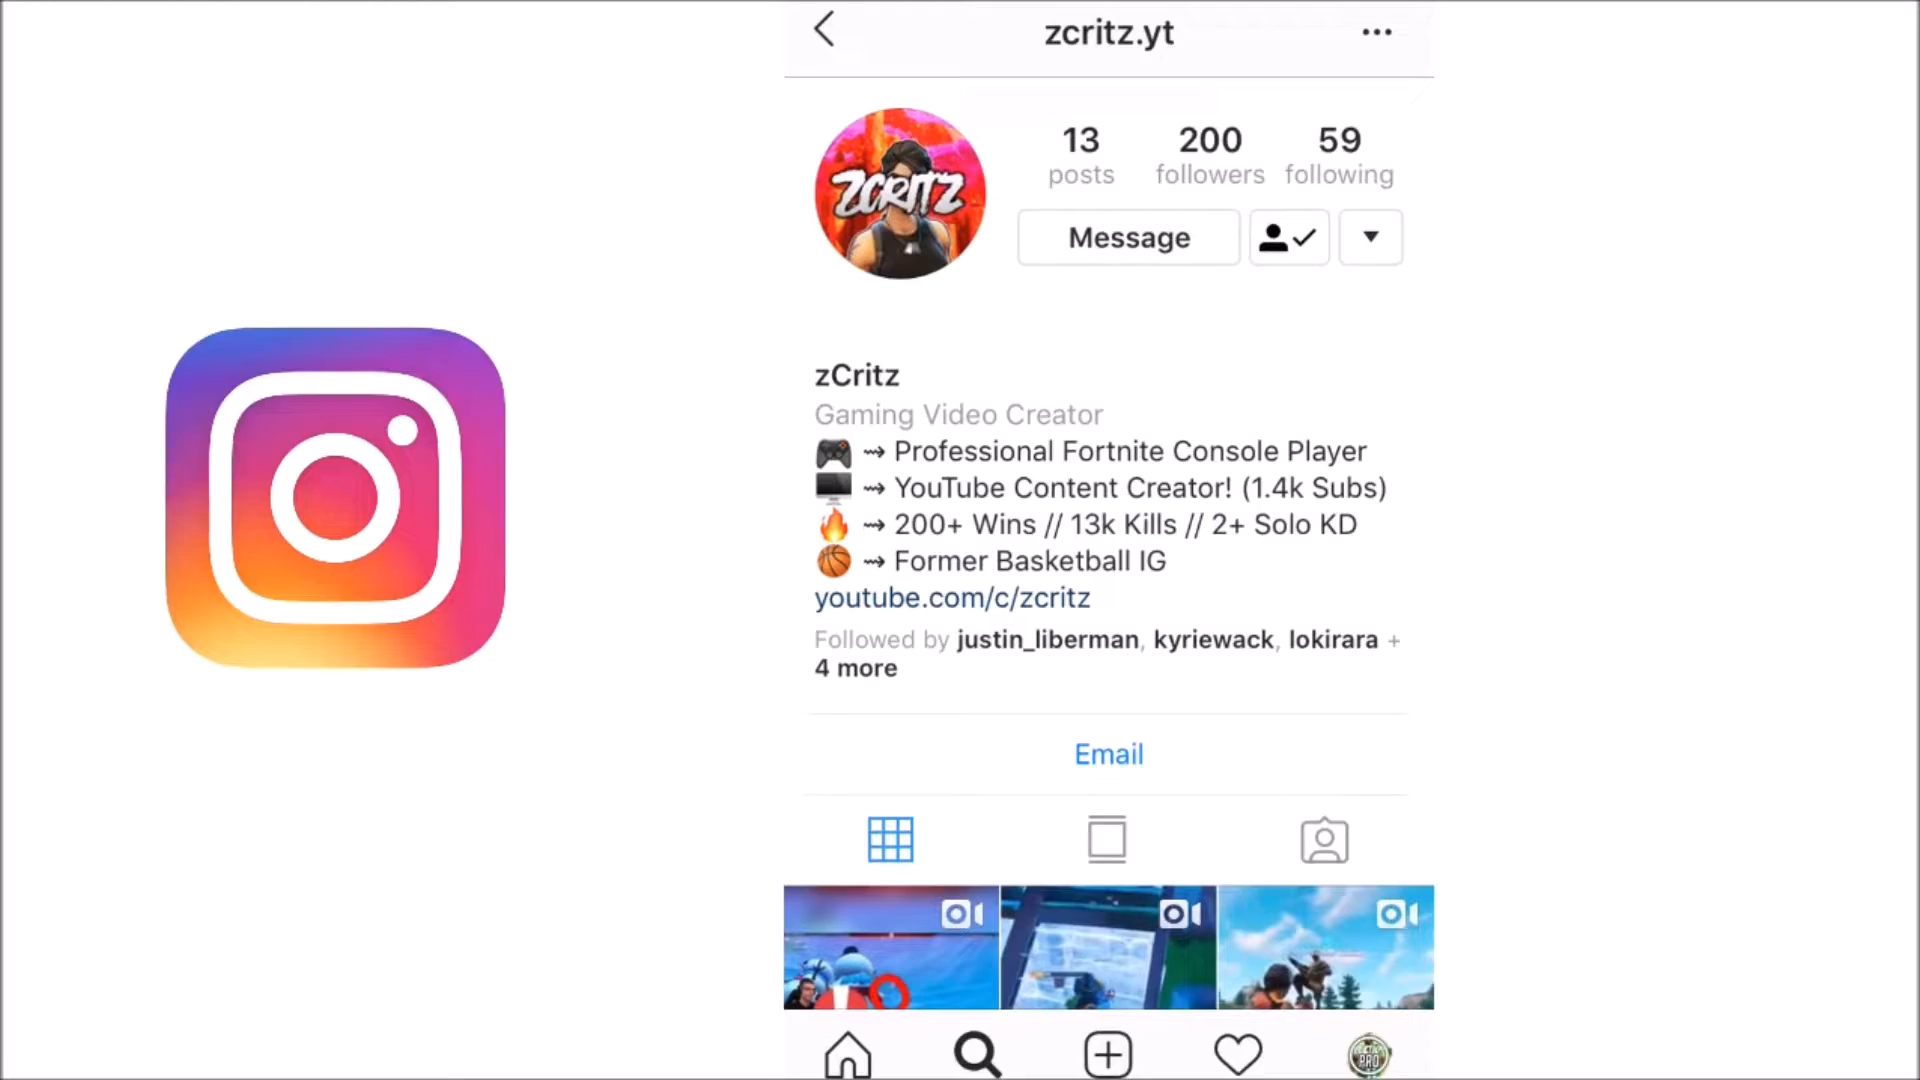 zcritz.yt
ZCRITZ
13 200 59
posts followers following
Message
zCritz
Gaming Video Creator
⇝ Professional Fortnite Console Player
⇝ YouTube Content Creator! (1.4k Subs)
⇝ 200+ Wins // 13k Kills // 2+ Solo KD
⇝ Former Basketball IG
youtube.com/c/zcritz
Followed by justin_liberman, kyriewack, lokirara +
4 more
Email
PRO